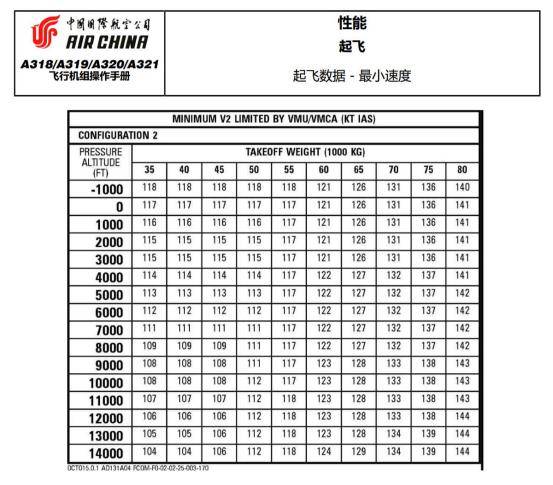 中国国际航空公司
AIR CHINA
A318/A319/A320/A321
飞行机组操作手册
性能
起飞
起飞数据 - 最小速度
MINIMUM V2 LIMITED BY VMU/VMCA (KT IAS)
CONFIGURATION 2
PRESSURE ALTITUDE (FT) TAKEOFF WEIGHT (1000 KG)
35 40 45 50 55 60 65 70 75 80
-1000 118 118 118 118 118 121 126 131 136 140
0 117 117 117 117 117 121 126 131 136 141
1000 116 116 116 116 117 121 126 131 136 141
2000 115 115 115 115 117 121 126 131 136 141
3000 115 115 115 115 117 121 126 131 136 141
4000 114 114 114 114 117 122 127 132 137 141
5000 113 113 113 113 117 122 127 132 137 142
6000 112 112 112 112 117 122 127 132 137 142
7000 111 111 111 111 117 122 127 132 137 142
8000 109 109 109 111 117 122 127 132 137 142
9000 108 108 108 111 117 123 128 133 138 143
10000 108 108 108 112 117 123 128 133 138 143
11000 107 107 107 112 118 123 128 133 138 143
12000 106 106 106 112 118 123 128 133 138 144
13000 105 105 106 112 118 123 128 134 139 144
14000 104 104 106 112 118 124 129 134 139 144
0CT015.0.1 AD131A04 FCOM-F0-02-02-25-003-170